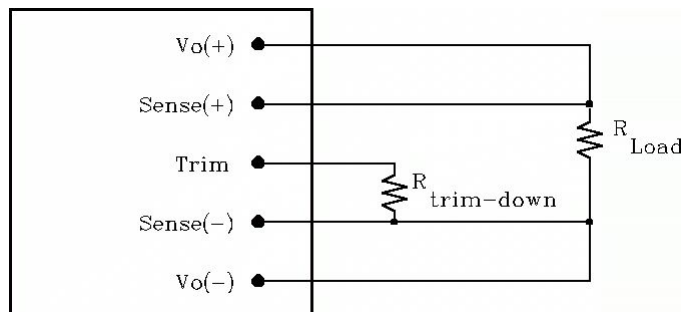 Vo(+)
Sense(+)
R
Load
Trim
R
trim-down
Sense(-)
Vo(-)